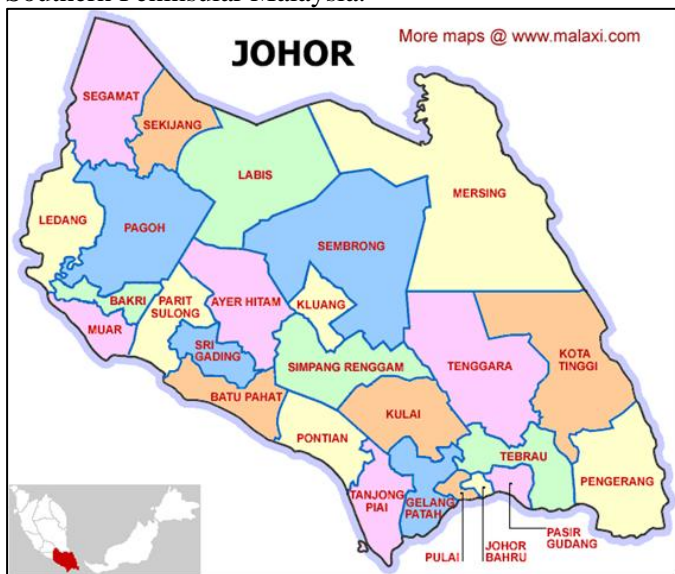 Southern Peninsular Malaysia.
JOHOR
More maps @ www.malaxi.com
SEGAMAT
SEKIJANG
LABIS
MERSING
LEDANG
PAGOH
SEMBRONG
BAKRI
PARIT
SULONG
AYER HITAM
KLUANG
MUAR
SRI
GADING
SIMPANG RENGGAM
TENGGARA
KOTA
TINGGI
BATU PAHAT
KULAI
PONTIAN
TEBRAU
PENGERANG
TANJONG
PIAI
GELANG
PATAH
PULAI
JOHOR
BAHRU
PASIR
GUDANG